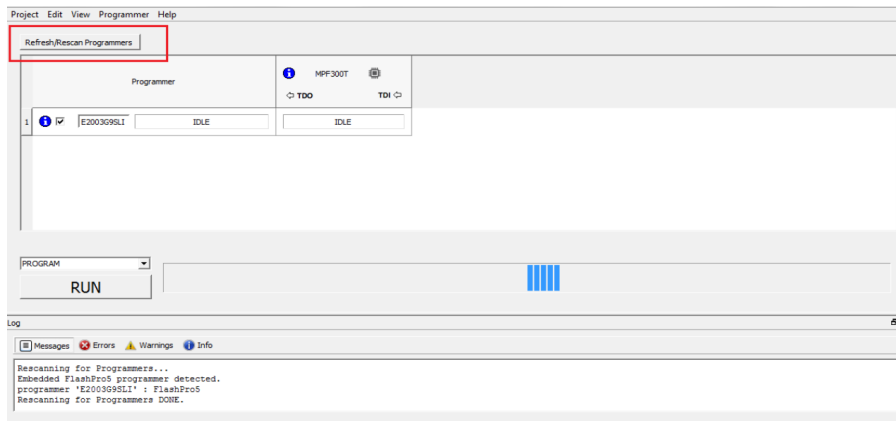 Project Edit View Programmer Help
Refresh/Rescan Programmers
Programmer
MPF300T
TDO TDI
1 E2003G9SLI IDLE IDLE
PROGRAM
RUN
Log
Messages Errors Warnings Info
Rescanning for Programmers...
Embedded FlashPro5 programmer detected.
programmer 'E2003G9SLI' : FlashPro5
Rescanning for Programmers DONE.